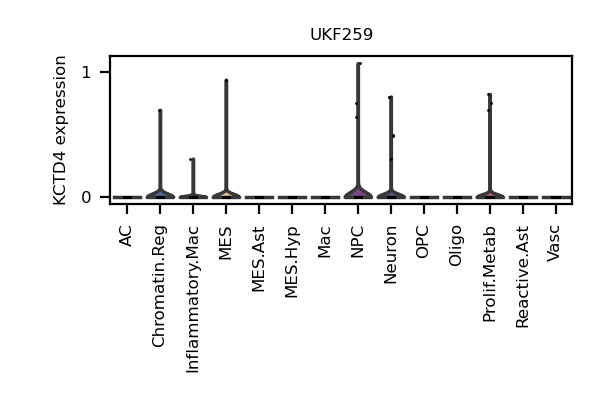 UKF259
KCTD4 expression
1
0
AC
Chromatin.Reg
Inflammatory.Mac
MES
MES.Ast
MES.Hyp
Mac
NPC
Neuron
OPC
Oligo
Prolif.Metab
Reactive.Ast
Vasc